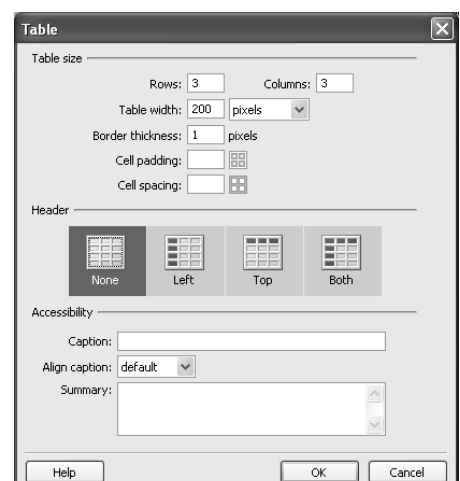 Table
Table size
Rows: 3 Columns: 3
Table width: 200 pixels
Border thickness: 1 pixels
Cell padding:
Cell spacing:
Header
None Left Top Both
Accessibility
Caption:
Align caption: default
Summary:
Help OK Cancel